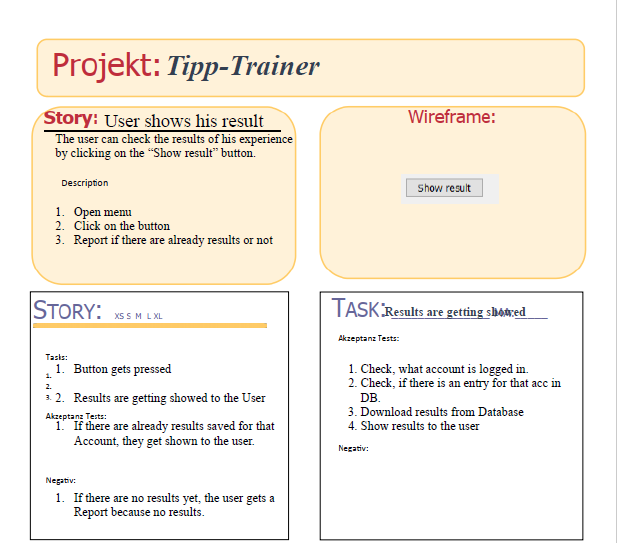 Projekt: Tipp-Trainer
Story: User shows his result
The user can check the results of his experience
by clicking on the “Show result” button.
Description
1. Open menu
2. Click on the button
3. Report if there are already results or not
Wireframe:
Show result
STORY: XS S M L XL
Tasks:
1. Button gets pressed
1.
2.
3.
2. Results are getting showed to the User
Akzeptanz Tests:
1. If there are already results saved for that
Account, they get shown to the user.
Negativ:
1. If there are no results yet, the user gets a
Report because no results.
TASK: Results are getting showed
Akzeptanz Tests:
1. Check, what account is logged in.
2. Check, if there is an entry for that acc in
DB.
3. Download results from Database
4. Show results to the user
Negativ: